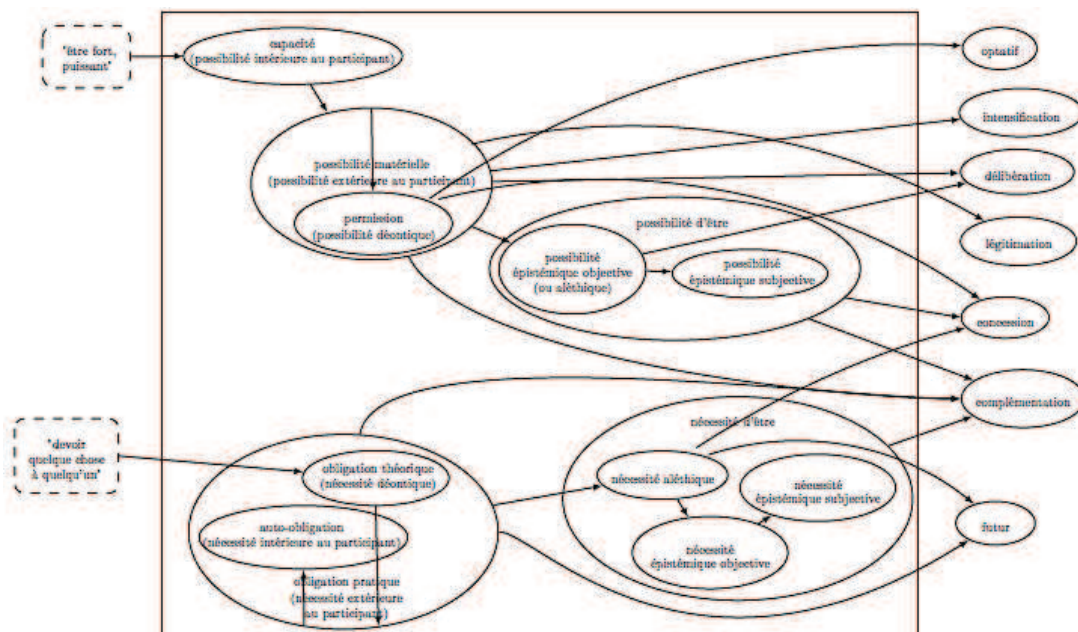 'être fort,
puissant'
capacité
(possibilité intérieure au participant)
possibilité matérielle
(possibilité extérieure au participant)
permission
(possibilité déontique)
possibilité d'être
possibilité
épistémique objective
(ou aléthique)
possibilité
épistémique subjective
optatif
intensification
délibération
légitimation
concession
complémentation
futur
'devoir
quelque chose
à quelqu'un'
obligation théorique
(nécessité déontique)
auto-obligation
(nécessité intérieure au participant)
obligation pratique
(nécessité extérieure
au participant)
nécessité d'être
nécessité aléthique
nécessité
épistémique subjective
nécessité
épistémique objective